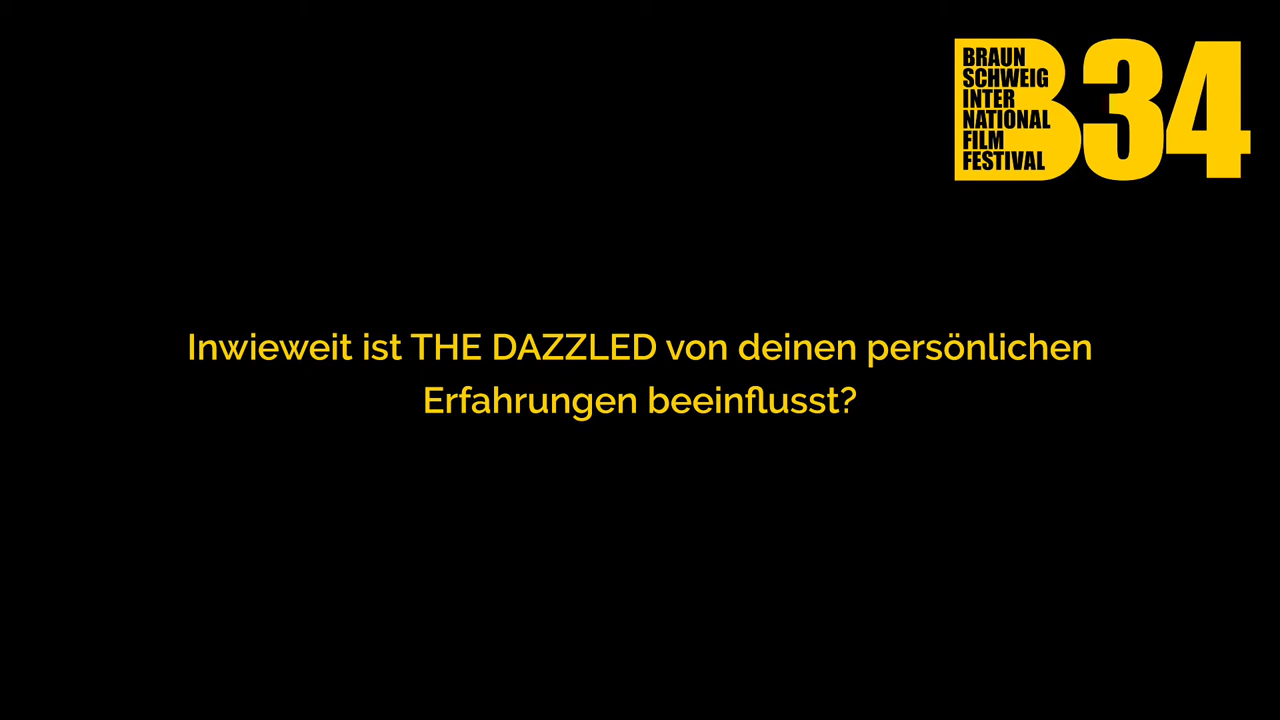 BRAUN
SCHWEIG
INTER
NATIONAL
FILM
FESTIVAL
B34
Inwieweit ist THE DAZZLED von deinen persönlichen
Erfahrungen beeinflusst?